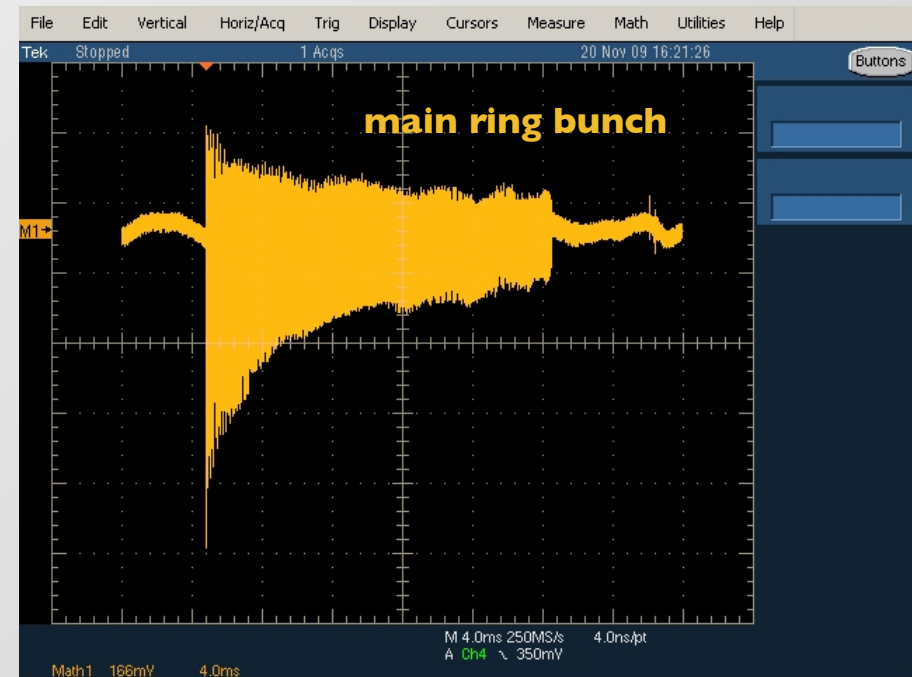 File Edit Vertical Horiz/Acq Trig Display Cursors Measure Math Utilities Help
Tek Stopped 1 Acqs 20 Nov 09 16:21:26
Buttons
main ring bunch
M1
M 4.0ms 250MS/s 4.0ns/pt
A Ch4 \ 350mV
Math1 166mV 4.0ms